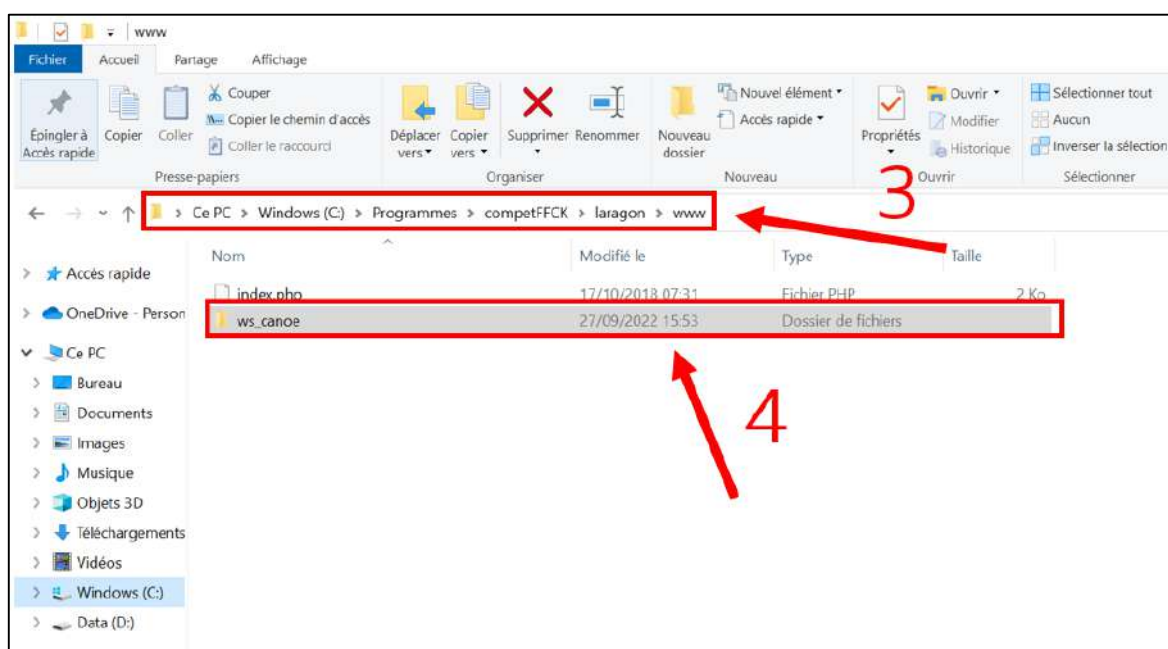 www
Fichier Accueil Partage Affichage
Épingler à Accès rapide
Copier
Coller
Couper
Copier le chemin d'accès
Coller le raccourci
Déplacer vers
Copier vers
Supprimer
Renommer
Nouveau dossier
Nouvel élément
Accès rapide
Propriétés
Ouvrir
Modifier
Historique
Sélectionner tout
Aucun
Inverser la sélection
Presse-papiers Organiser Nouveau Ouvrir Sélectionner
3
> Ce PC > Windows (C:) > Programmes > competFFCK > laragon > www
Nom Modifié le Type Taille
index.php 17/10/2018 07:31 Fichier PHP 2 Ko
ws_canoe 27/09/2022 15:53 Dossier de fichiers
4
Accès rapide
OneDrive - Person
Ce PC
Bureau
Documents
Images
Musique
Objets 3D
Téléchargements
Vidéos
Windows (C:)
Data (D:)